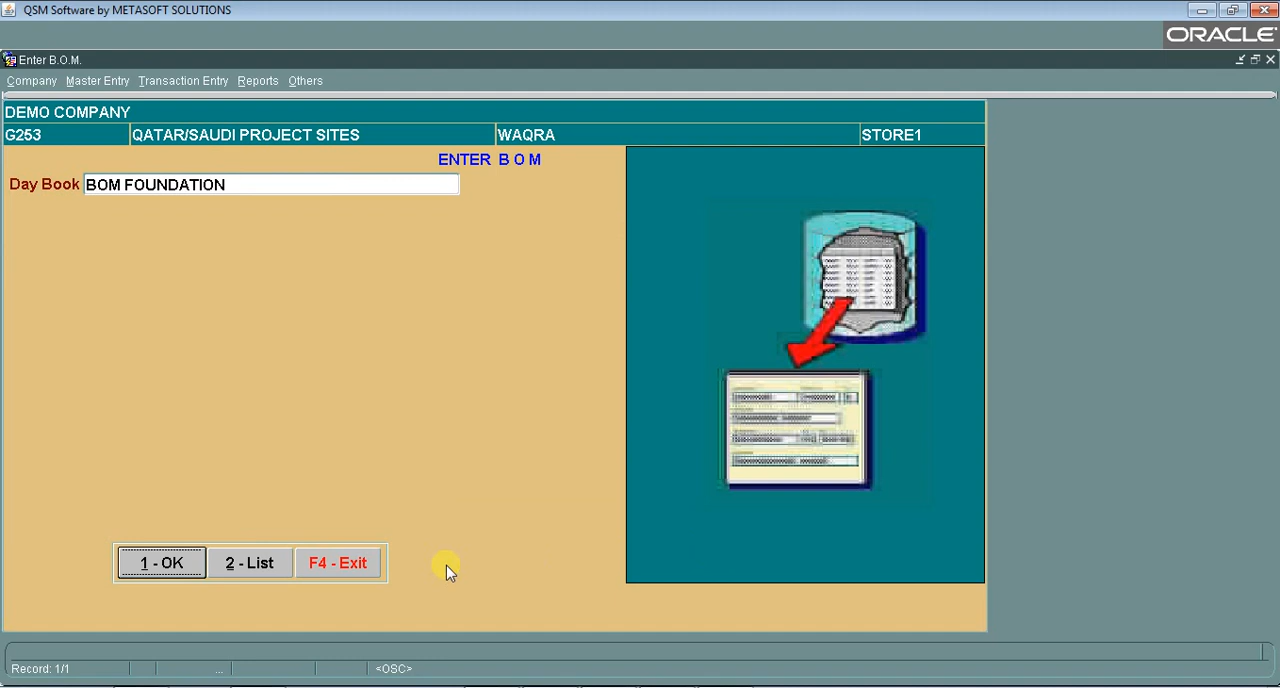 QSM Software by METASOFT SOLUTIONS
ORACLE
Enter B.O.M.
Company Master Entry Transaction Entry Reports Others
DEMO COMPANY
G253 QATAR/SAUDI PROJECT SITES WAQRA STORE1
ENTER B O M
Day Book BOM FOUNDATION
1 - OK 2 - List F4 - Exit
Record: 1/1 ... <OSC>